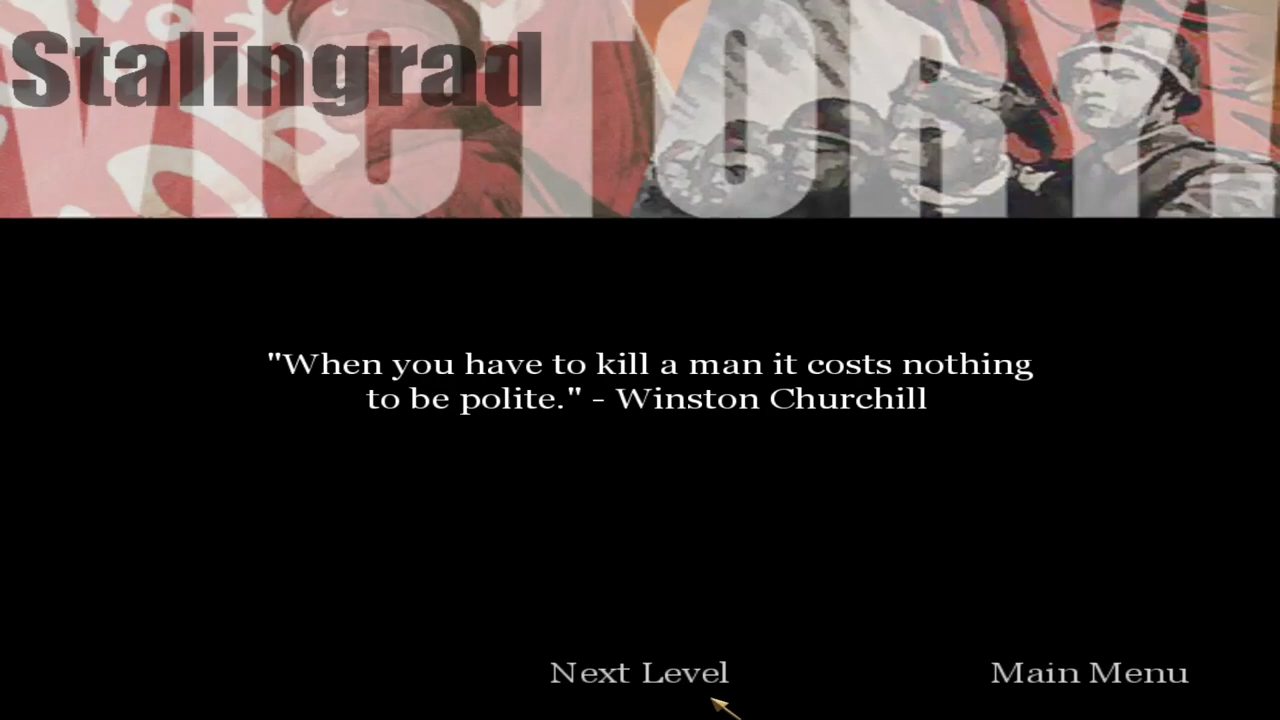 VICTORY!
Stalingrad
"When you have to kill a man it costs nothing
to be polite." - Winston Churchill
Next Level
Main Menu